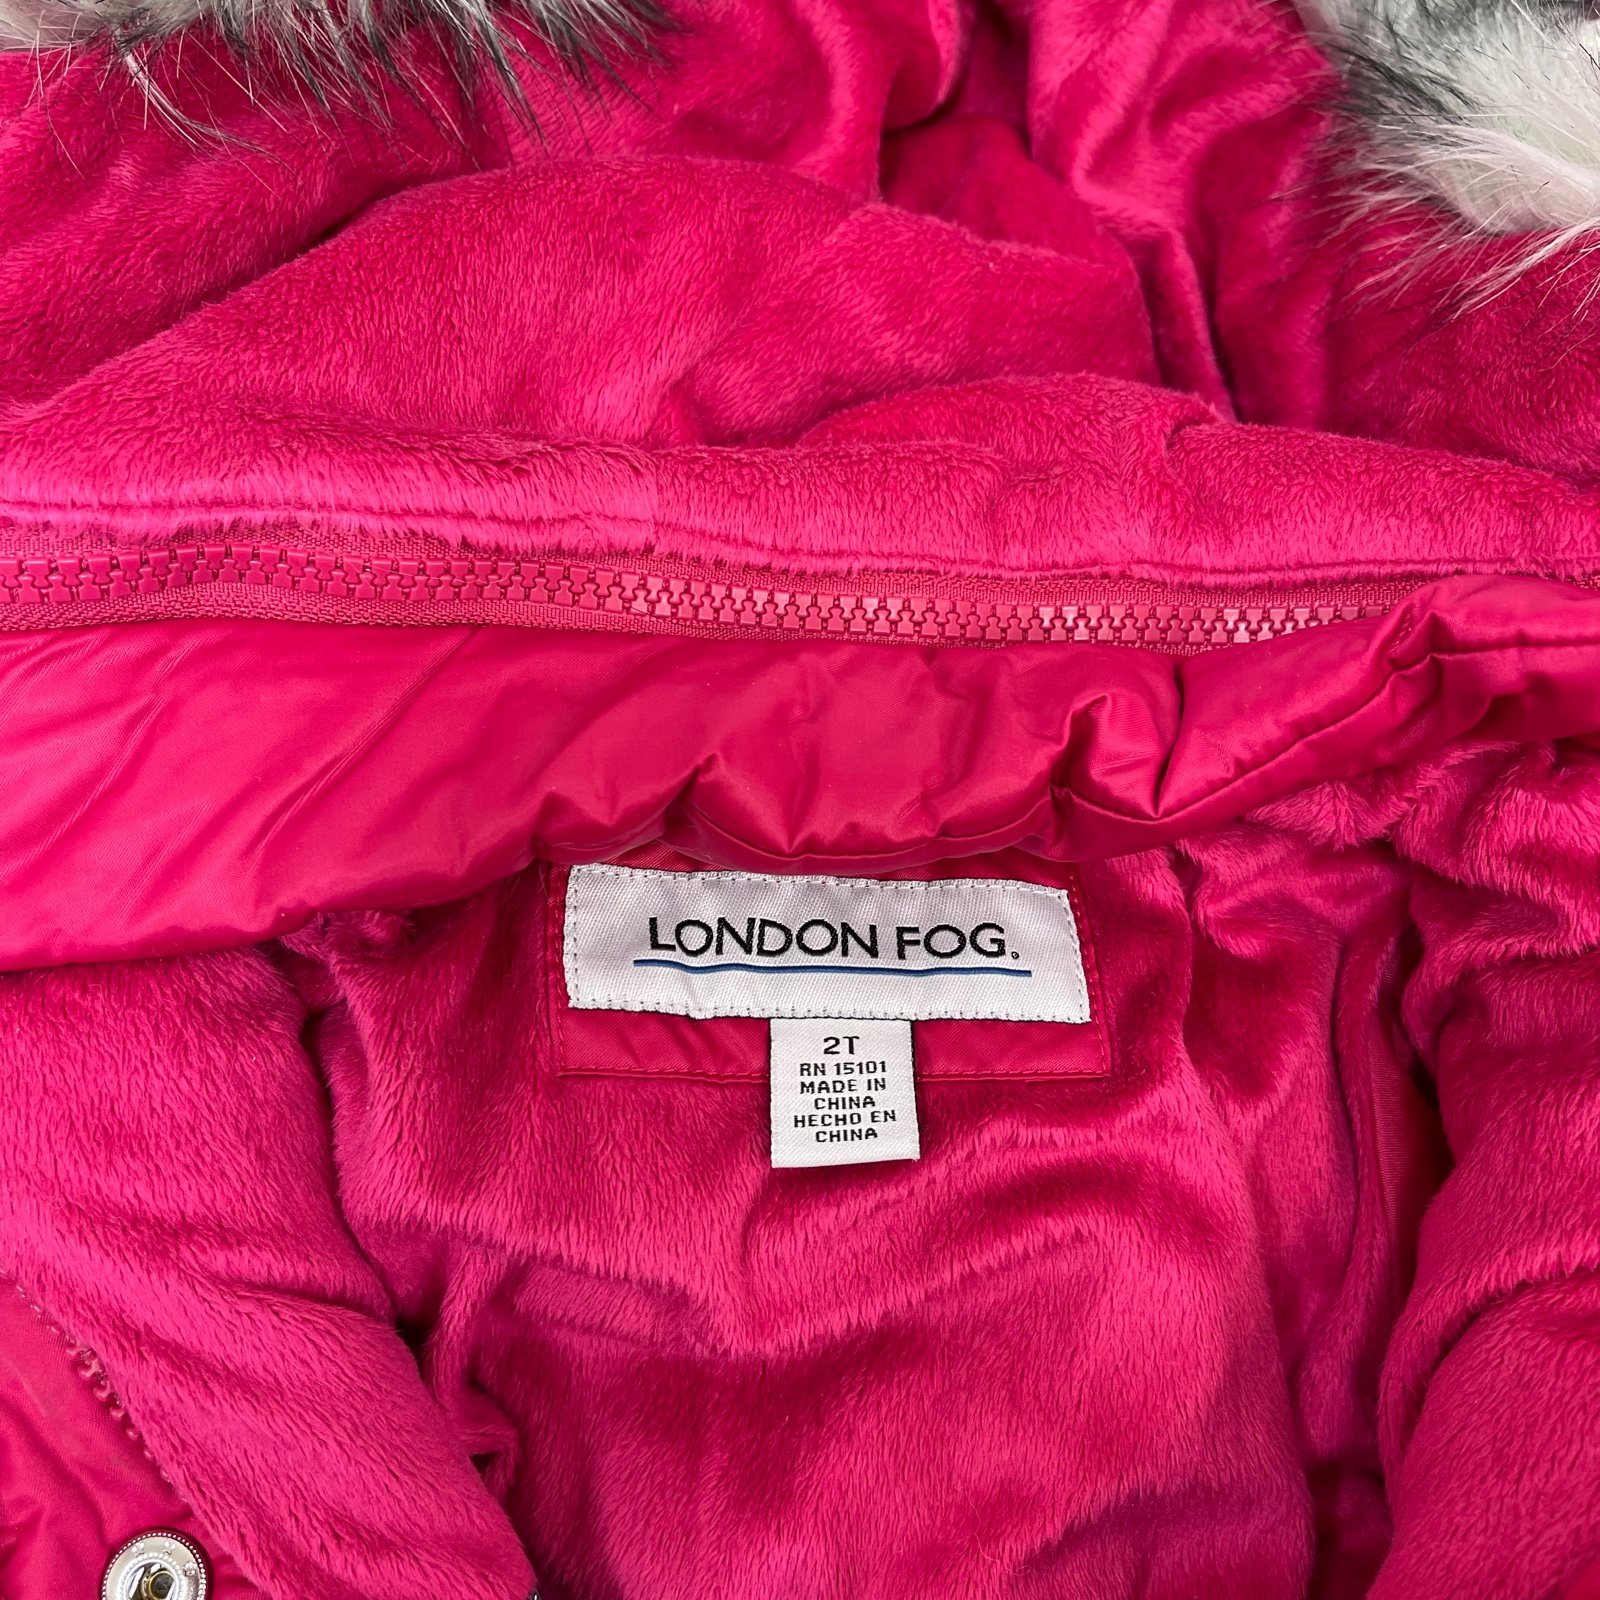 LONDON FOG.
2T
RN 15101
MADE IN
CHINA
HECHO EN
CHINA